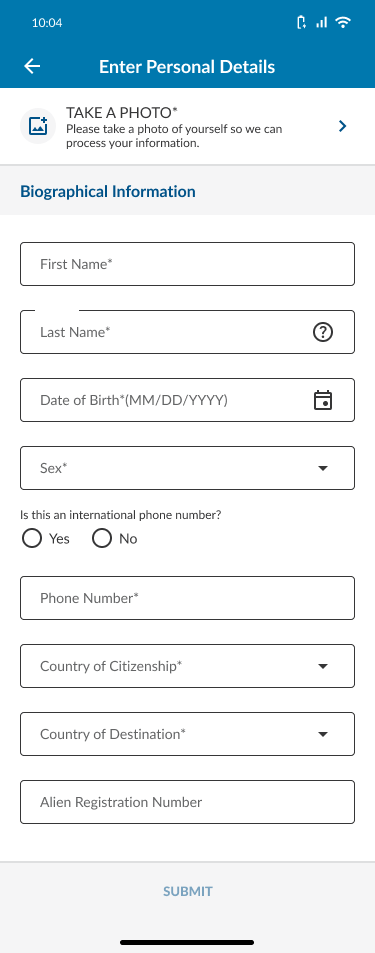 10:04
Enter Personal Details
TAKE A PHOTO*
Please take a photo of yourself so we can
process your information.
Biographical Information
First Name*
Last Name*
Date of Birth*(MM/DD/YYYY)
Sex*
Is this an international phone number?
Yes No
Phone Number*
Country of Citizenship*
Country of Destination*
Alien Registration Number
SUBMIT